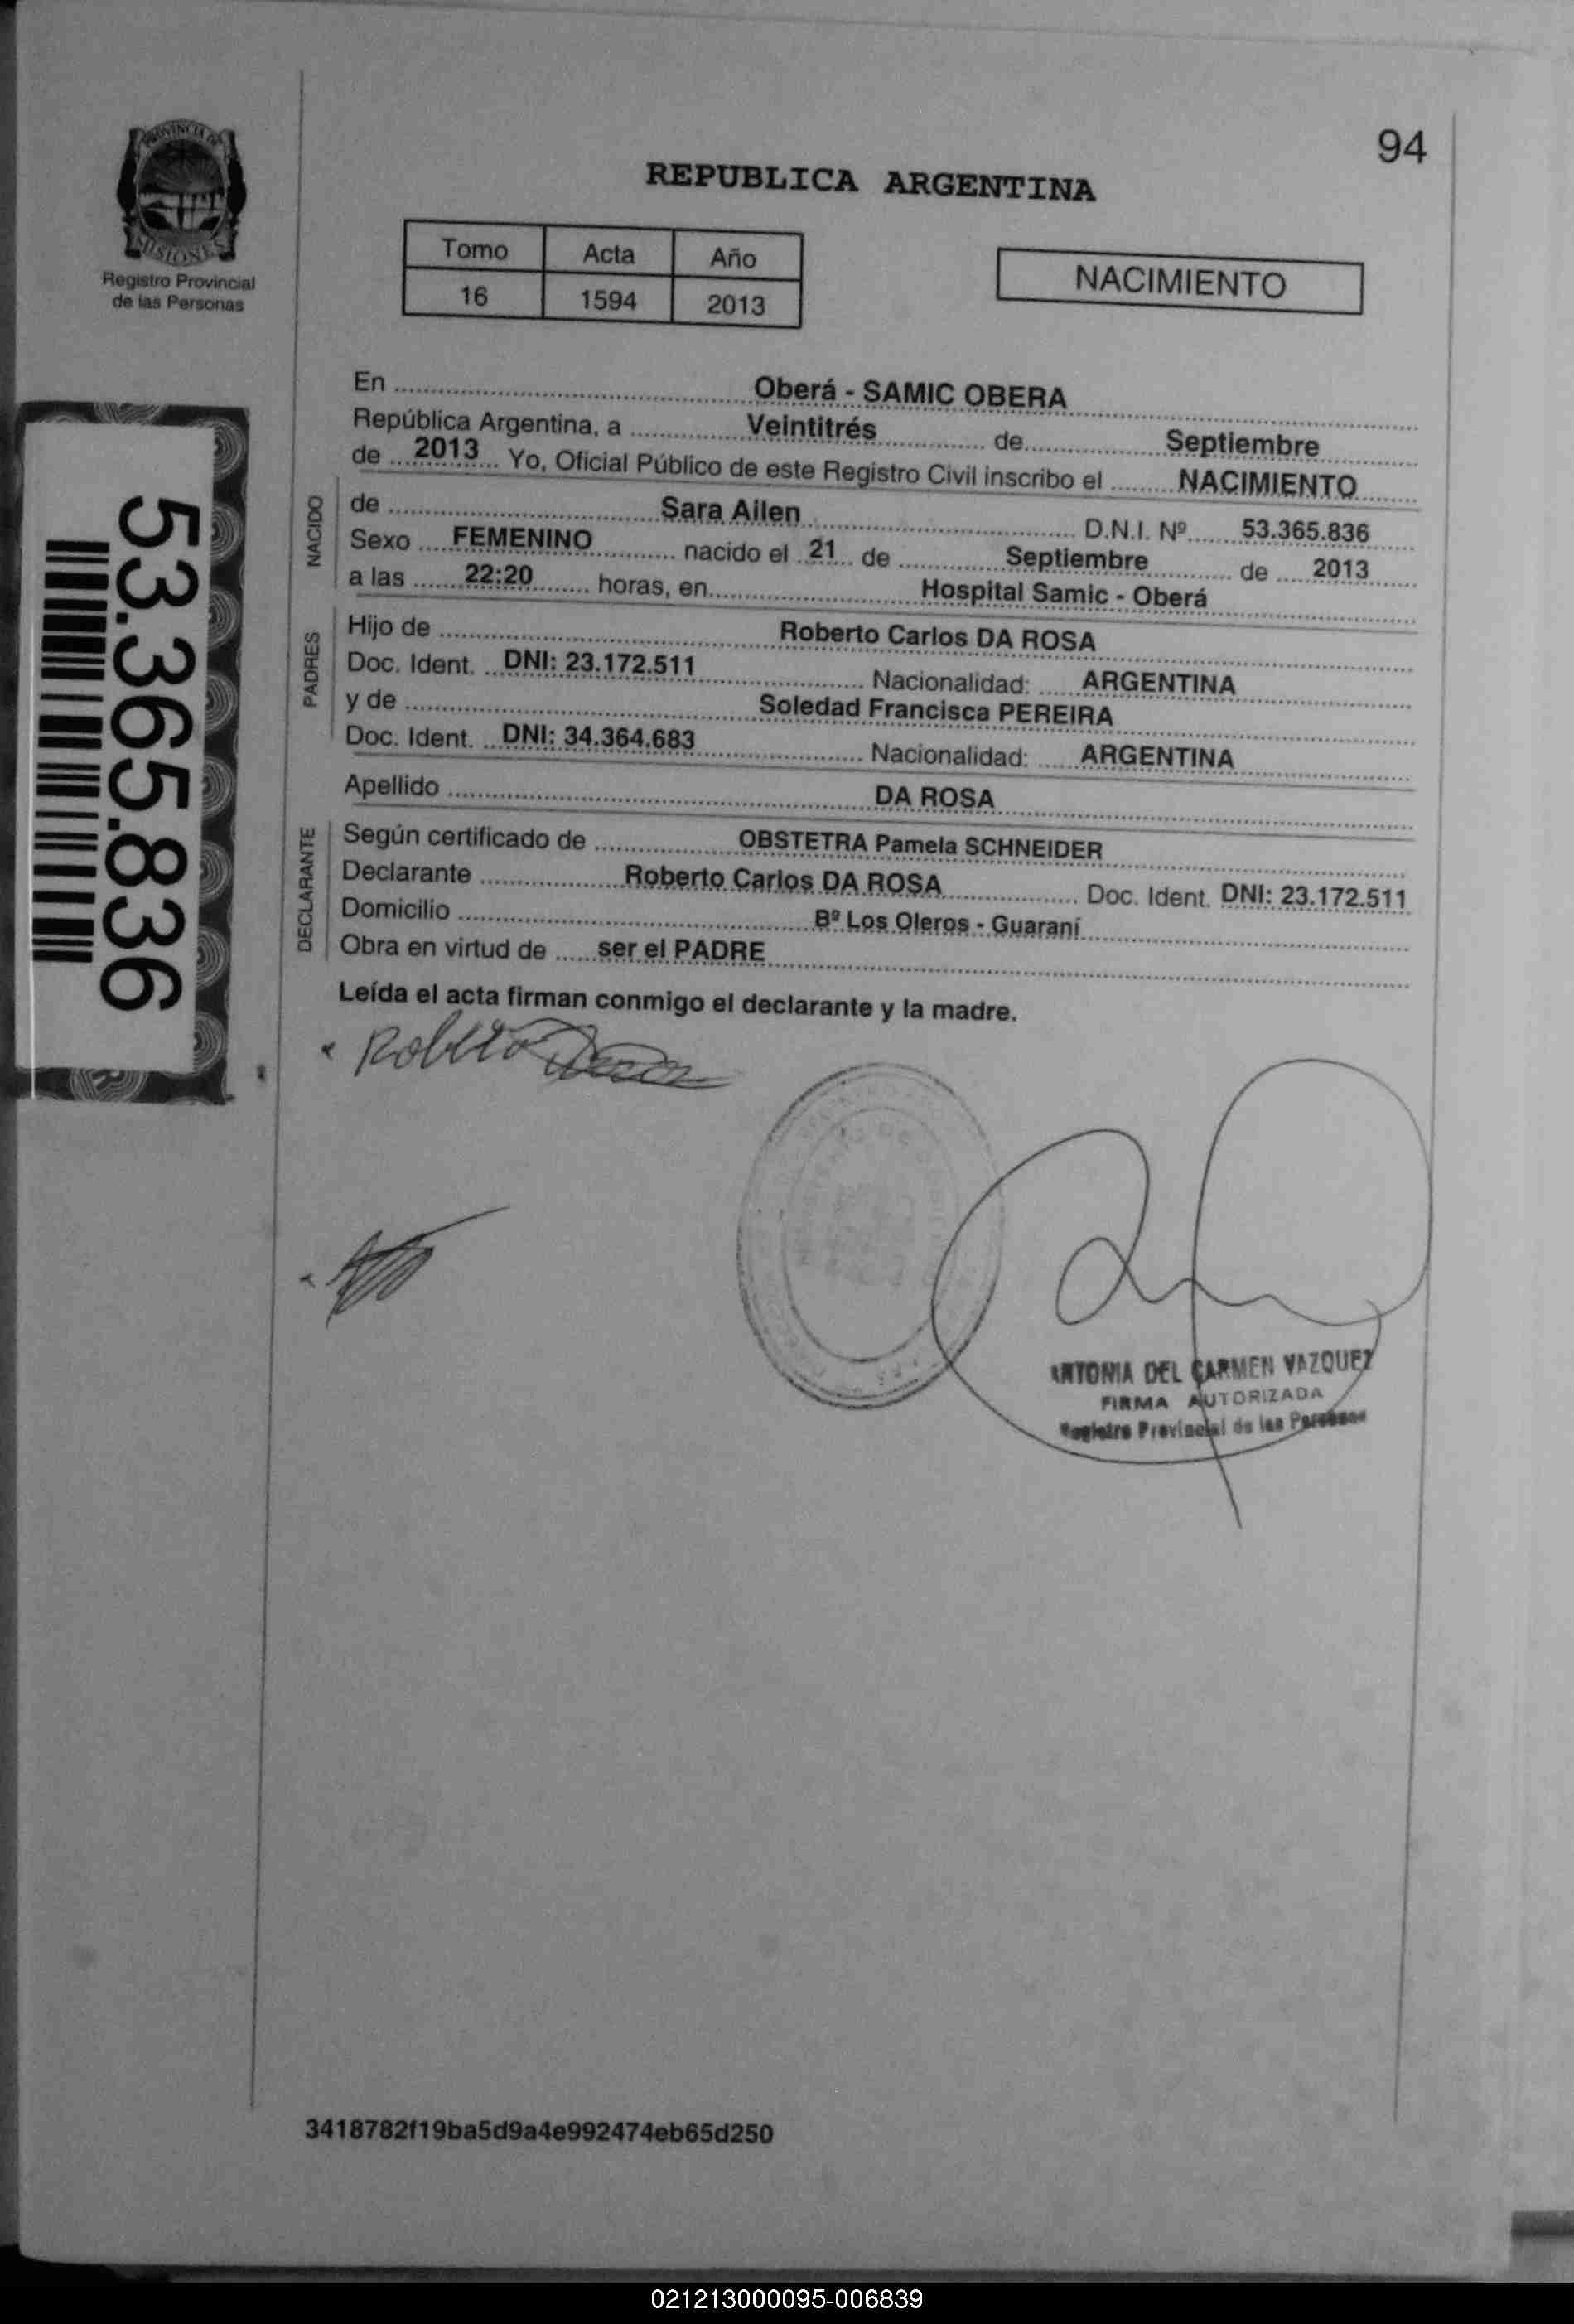 94
REPUBLICA ARGENTINA
PROVINCIA DE
MISIONES
Registro Provincial
de las Personas
Tomo Acta Año
16 1594 2013
NACIMIENTO
53.365.836
En ... Oberá - SAMIC OBERA
República Argentina, a ... Veintitrés ... de ... Septiembre
de ... 2013 ... Yo, Oficial Público de este Registro Civil inscribo el ... NACIMIENTO
NACIDO
de ... Sara Ailen ... D.N.I. Nº ... 53.365.836
Sexo ... FEMENINO ... nacido el ... 21 ... de ... Septiembre ... de ... 2013
a las ... 22:20 ... horas, en ... Hospital Samic - Oberá
PADRES
Hijo de ... Roberto Carlos DA ROSA
Doc. Ident. ... DNI: 23.172.511 ... Nacionalidad: ... ARGENTINA
y de ... Soledad Francisca PEREIRA
Doc. Ident. ... DNI: 34.364.683 ... Nacionalidad: ... ARGENTINA
Apellido ... DA ROSA
DECLARANTE
Según certificado de ... OBSTETRA Pamela SCHNEIDER
Declarante ... Roberto Carlos DA ROSA ... Doc. Ident. DNI: 23.172.511
Domicilio ... Bº Los Oleros - Guaraní
Obra en virtud de ... ser el PADRE
Leída el acta firman conmigo el declarante y la madre.
Roberto
ANTONIA DEL CARMEN VAZQUEZ
FIRMA AUTORIZADA
Registro Provincial de las Personas
3418782f19ba5d9a4e992474eb65d250
021213000095-006839